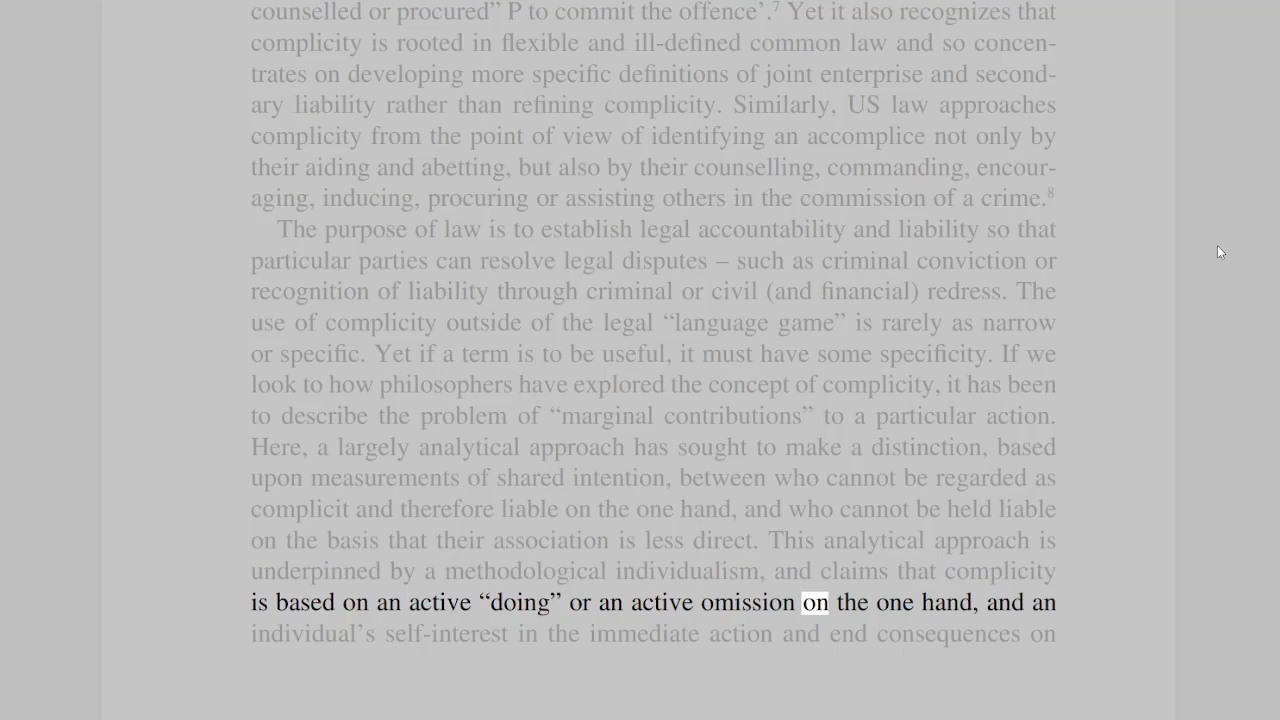 counselled or procured” P to commit the offence’.7 Yet it also recognizes that
complicity is rooted in flexible and ill-defined common law and so concen-
trates on developing more specific definitions of joint enterprise and second-
ary liability rather than refining complicity. Similarly, US law approaches
complicity from the point of view of identifying an accomplice not only by
their aiding and abetting, but also by their counselling, commanding, encour-
aging, inducing, procuring or assisting others in the commission of a crime.8
The purpose of law is to establish legal accountability and liability so that
particular parties can resolve legal disputes – such as criminal conviction or
recognition of liability through criminal or civil (and financial) redress. The
use of complicity outside of the legal “language game” is rarely as narrow
or specific. Yet if a term is to be useful, it must have some specificity. If we
look to how philosophers have explored the concept of complicity, it has been
to describe the problem of “marginal contributions” to a particular action.
Here, a largely analytical approach has sought to make a distinction, based
upon measurements of shared intention, between who cannot be regarded as
complicit and therefore liable on the one hand, and who cannot be held liable
on the basis that their association is less direct. This analytical approach is
underpinned by a methodological individualism, and claims that complicity
is based on an active “doing” or an active omission on the one hand, and an
individual’s self-interest in the immediate action and end consequences on